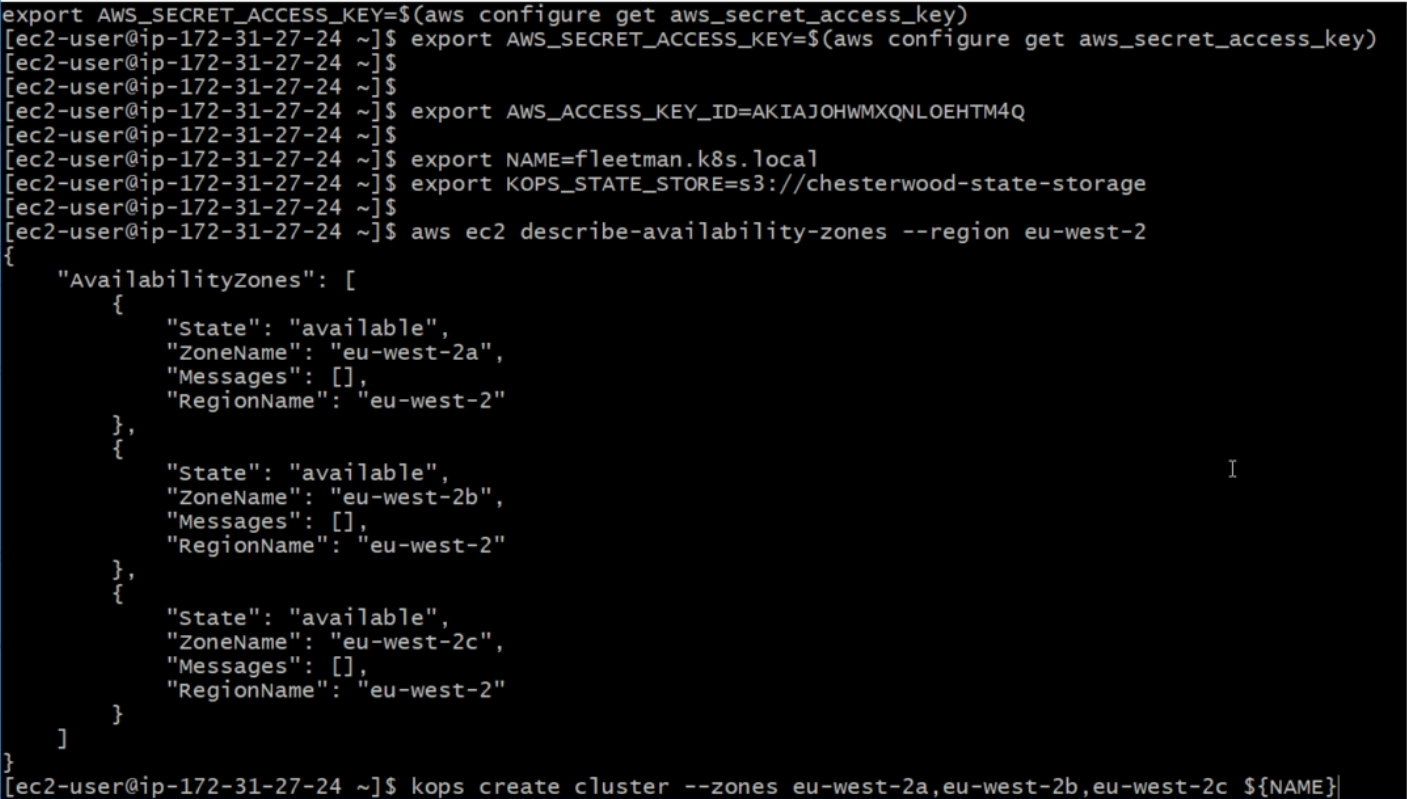 export AWS_SECRET_ACCESS_KEY=$(aws configure get aws_secret_access_key)
[ec2-user@ip-172-31-27-24 ~]$ export AWS_SECRET_ACCESS_KEY=$(aws configure get aws_secret_access_key)
[ec2-user@ip-172-31-27-24 ~]$
[ec2-user@ip-172-31-27-24 ~]$
[ec2-user@ip-172-31-27-24 ~]$ export AWS_ACCESS_KEY_ID=AKIAJOHWMXQNLOEHTM4Q
[ec2-user@ip-172-31-27-24 ~]$
[ec2-user@ip-172-31-27-24 ~]$ export NAME=fleetman.k8s.local
[ec2-user@ip-172-31-27-24 ~]$ export KOPS_STATE_STORE=s3://chesterwood-state-storage
[ec2-user@ip-172-31-27-24 ~]$
[ec2-user@ip-172-31-27-24 ~]$ aws ec2 describe-availability-zones --region eu-west-2
{
    "AvailabilityZones": [
        {
            "State": "available",
            "ZoneName": "eu-west-2a",
            "Messages": [],
            "RegionName": "eu-west-2"
        },
        {
            "State": "available",
            "ZoneName": "eu-west-2b",
            "Messages": [],
            "RegionName": "eu-west-2"
        },
        {
            "State": "available",
            "ZoneName": "eu-west-2c",
            "Messages": [],
            "RegionName": "eu-west-2"
        }
    ]
}
[ec2-user@ip-172-31-27-24 ~]$ kops create cluster --zones eu-west-2a,eu-west-2b,eu-west-2c ${NAME}